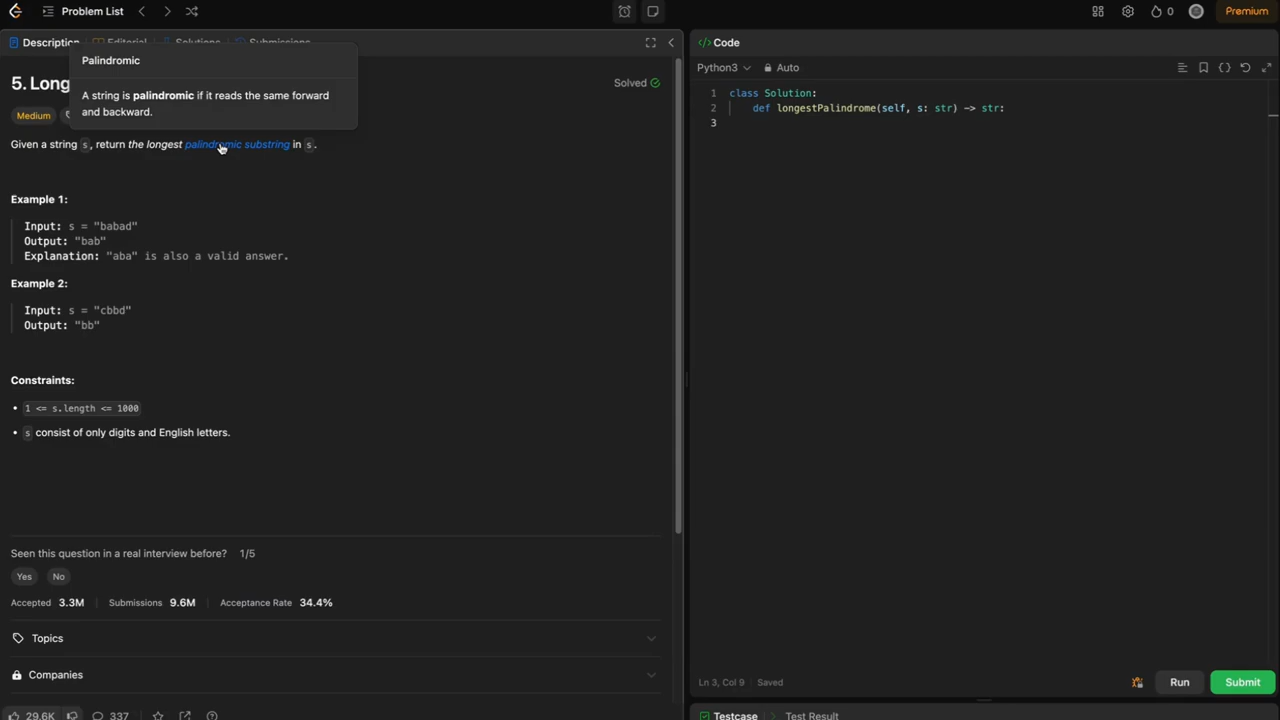 Problem List
0
Premium
Description
Editorial
Solutions
Submissions
Palindromic
A string is palindromic if it reads the same forward
and backward.
5. Long
Solved
Medium
Given a string s, return the longest palindromic substring in s.
Example 1:
Input: s = "babad"
Output: "bab"
Explanation: "aba" is also a valid answer.
Example 2:
Input: s = "cbbd"
Output: "bb"
Constraints:
• 1 <= s.length <= 1000
• s consist of only digits and English letters.
Seen this question in a real interview before? 1/5
Yes No
Accepted 3.3M | Submissions 9.6M | Acceptance Rate 34.4%
Topics
Companies
29.6K 337
</> Code
Python3 Auto
1 class Solution:
2 def longestPalindrome(self, s: str) -> str:
3
Ln 3, Col 9 | Saved
Run Submit
Testcase Test Result